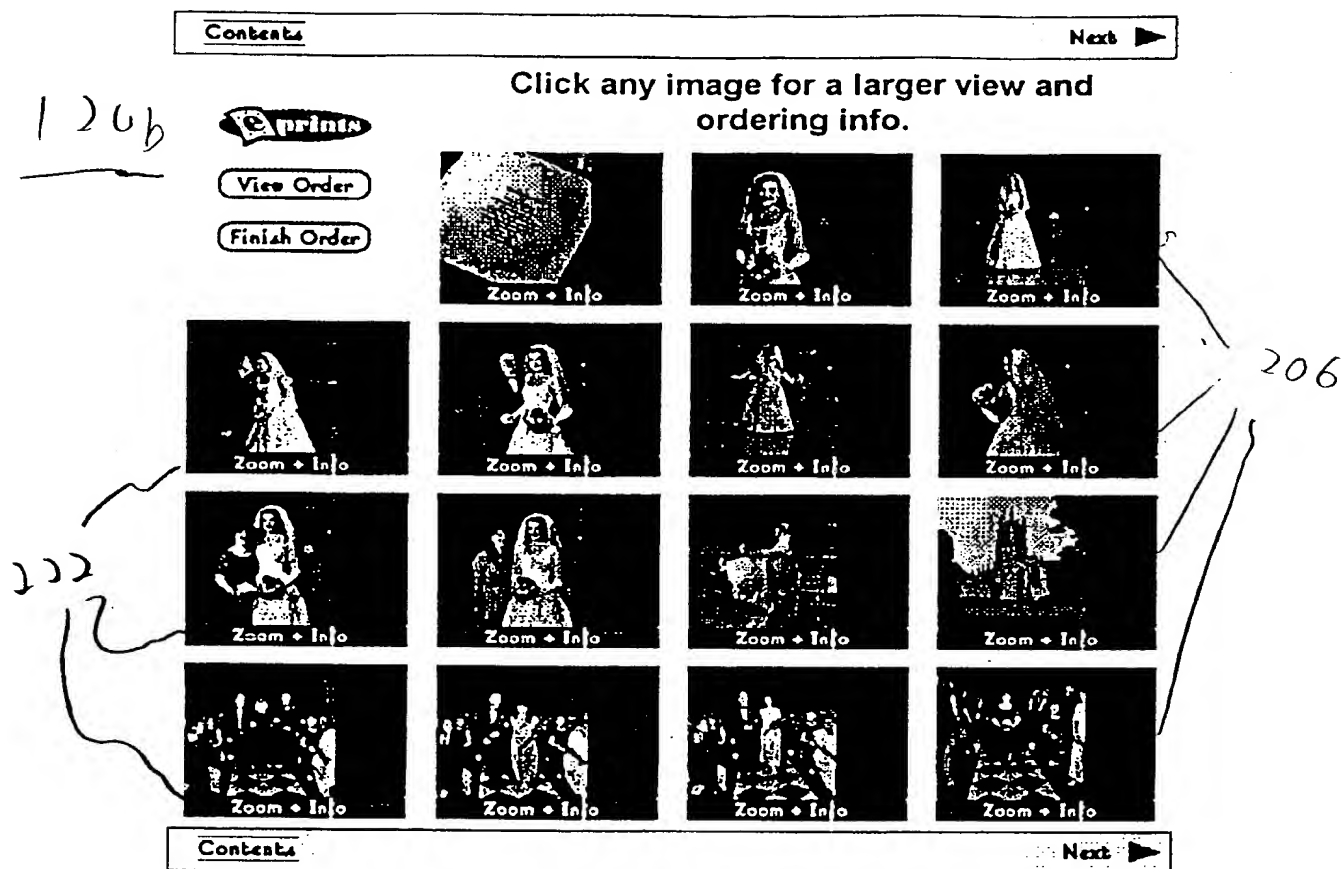 Contents Next
Click any image for a larger view and
ordering info.
120b
e prints
View Order
Finish Order
Zoom + Info Zoom + Info Zoom + Info
Zoom + Info Zoom + Info Zoom + Info Zoom + Info
206
Zoom + Info Zoom + Info Zoom + Info Zoom + Info
222
Zoom + Info Zoom + Info Zoom + Info Zoom + Info
Contents Next